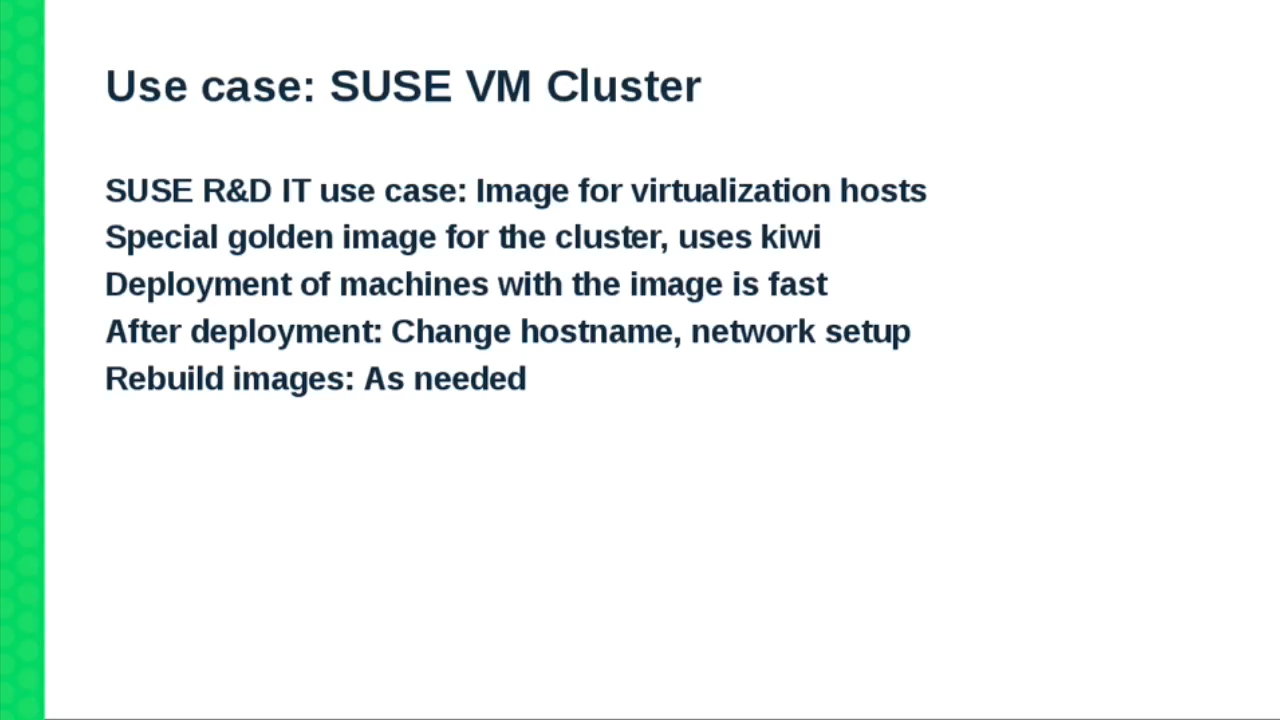 Use case: SUSE VM Cluster
SUSE R&D IT use case: Image for virtualization hosts
Special golden image for the cluster, uses kiwi
Deployment of machines with the image is fast
After deployment: Change hostname, network setup
Rebuild images: As needed